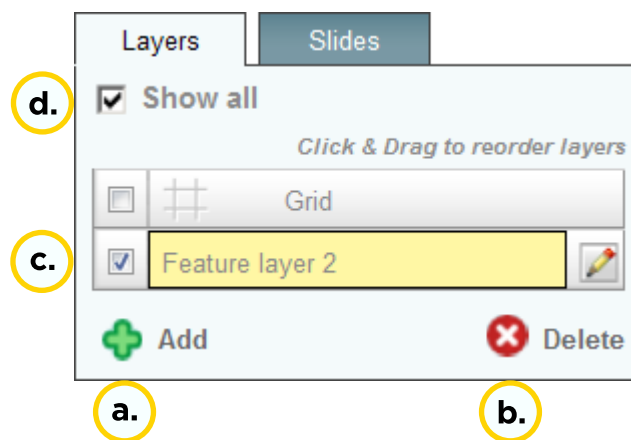 Layers Slides
d. Show all
Click & Drag to reorder layers
Grid
c. Feature layer 2
Add Delete
a. b.